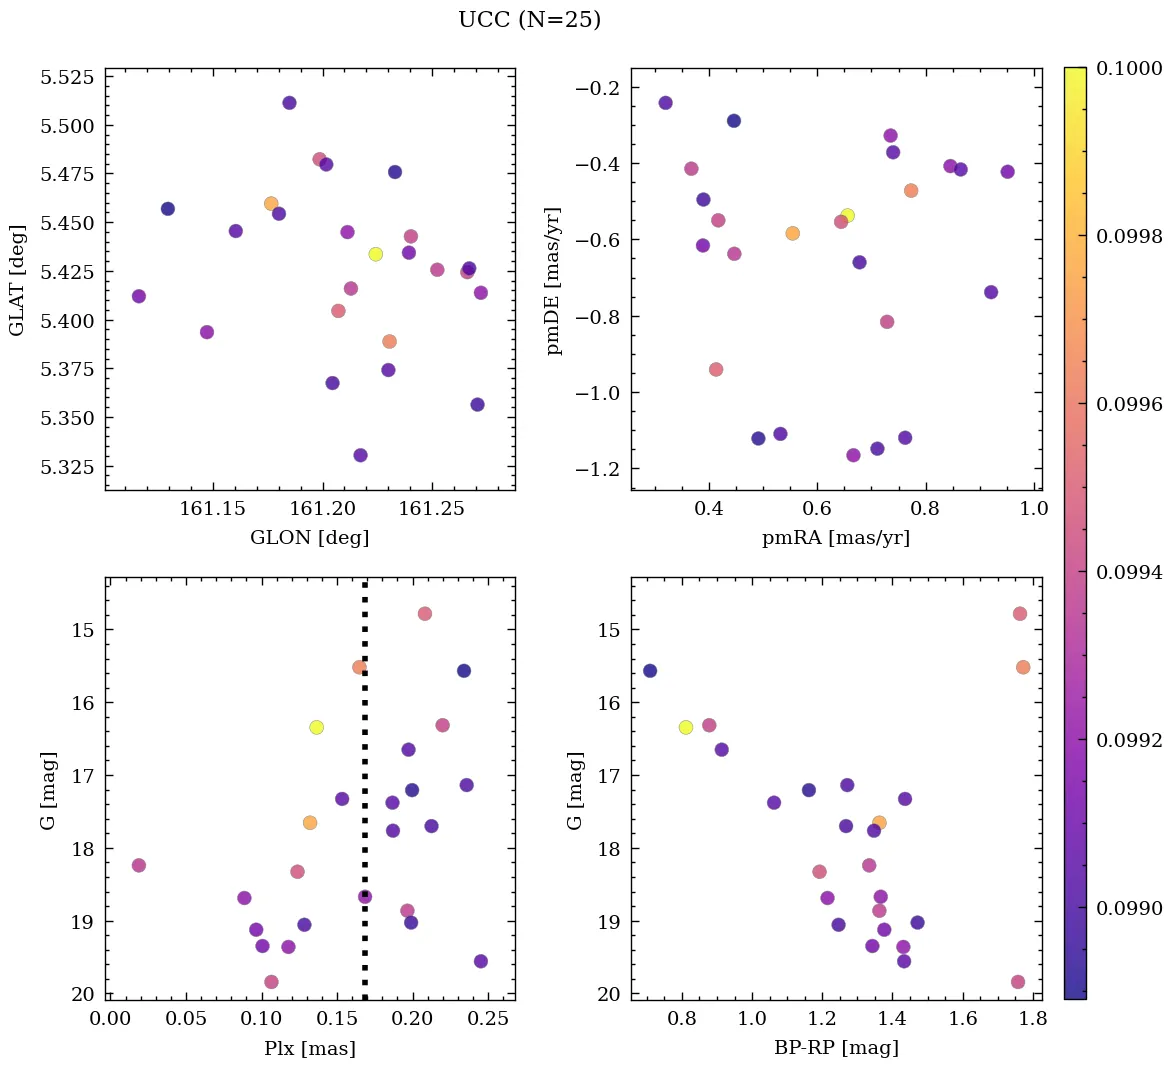 UCC (N=25)
5.525
5.500
5.475
5.450
5.425
5.400
5.375
5.350
5.325
GLAT [deg]
161.15 161.20 161.25
GLON [deg]
−0.2
−0.4
−0.6
−0.8
−1.0
−1.2
pmDE [mas/yr]
0.4 0.6 0.8 1.0
pmRA [mas/yr]
15
16
17
18
19
20
G [mag]
0.00 0.05 0.10 0.15 0.20 0.25
Plx [mas]
15
16
17
18
19
20
G [mag]
0.8 1.0 1.2 1.4 1.6 1.8
BP-RP [mag]
0.1000
0.0998
0.0996
0.0994
0.0992
0.0990